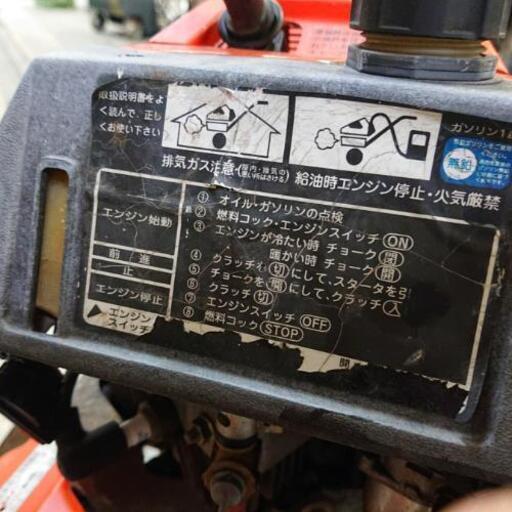 取扱説明書をよ
く読んで、正し
くお使い下さい
排気ガス注意
給油時エンジン停止・火気厳禁
ガソリン
無鉛
エンジン始動
① オイル・ガソリンの点検
② 燃料コック・エンジンスイッチ ON
③ エンジンが冷たい時 チョーク 閉
暖かい時 チョーク 開
④ クラッチを 切 にして、スタータを引
前進
⑤ チョークを 開 にして、クラッチ 入
止
⑥ クラッチ 切
エンジン停止
⑦ エンジンスイッチ OFF
⑧ 燃料コック STOP
エンジン
スイッチ